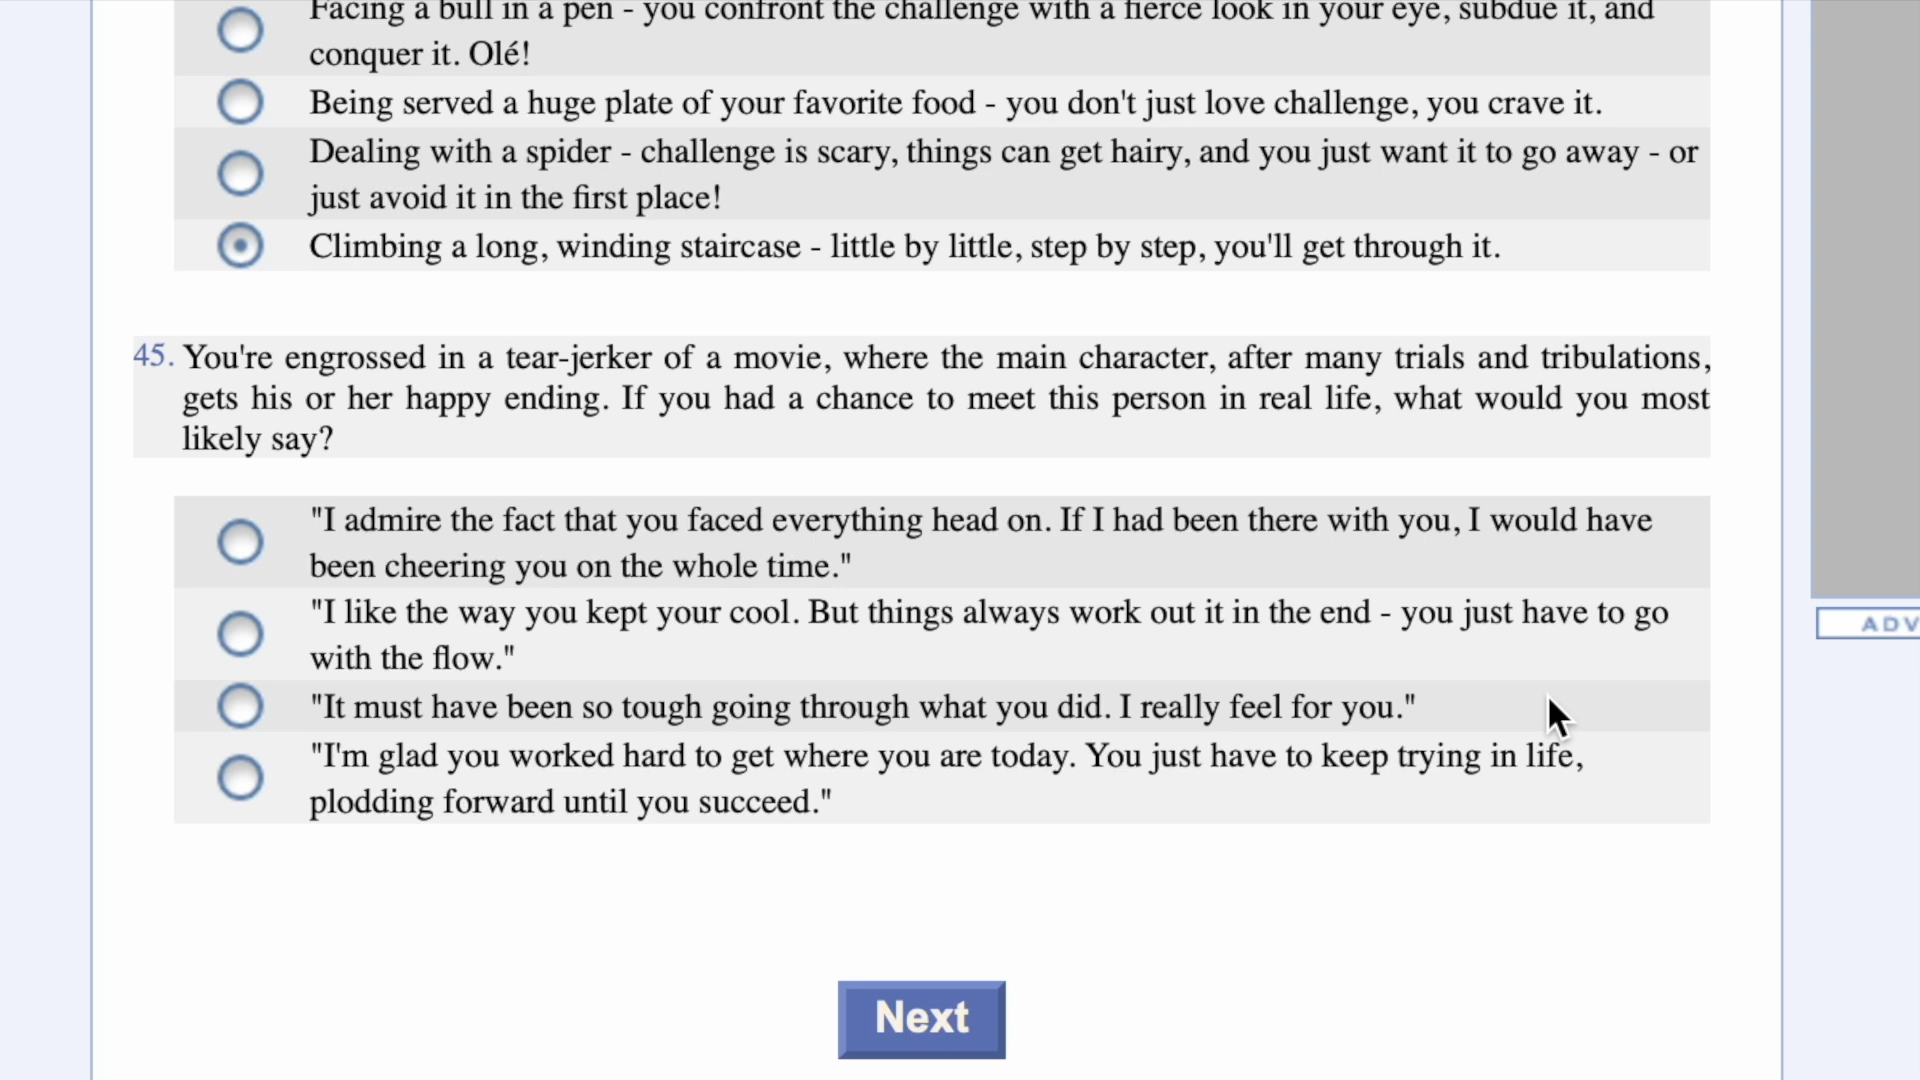 Facing a bull in a pen - you confront the challenge with a fierce look in your eye, subdue it, and
conquer it. Olé!
Being served a huge plate of your favorite food - you don't just love challenge, you crave it.
Dealing with a spider - challenge is scary, things can get hairy, and you just want it to go away - or
just avoid it in the first place!
Climbing a long, winding staircase - little by little, step by step, you'll get through it.
45. You're engrossed in a tear-jerker of a movie, where the main character, after many trials and tribulations,
gets his or her happy ending. If you had a chance to meet this person in real life, what would you most
likely say?
"I admire the fact that you faced everything head on. If I had been there with you, I would have
been cheering you on the whole time."
"I like the way you kept your cool. But things always work out it in the end - you just have to go
with the flow."
"It must have been so tough going through what you did. I really feel for you."
"I'm glad you worked hard to get where you are today. You just have to keep trying in life,
plodding forward until you succeed."
ADV
Next